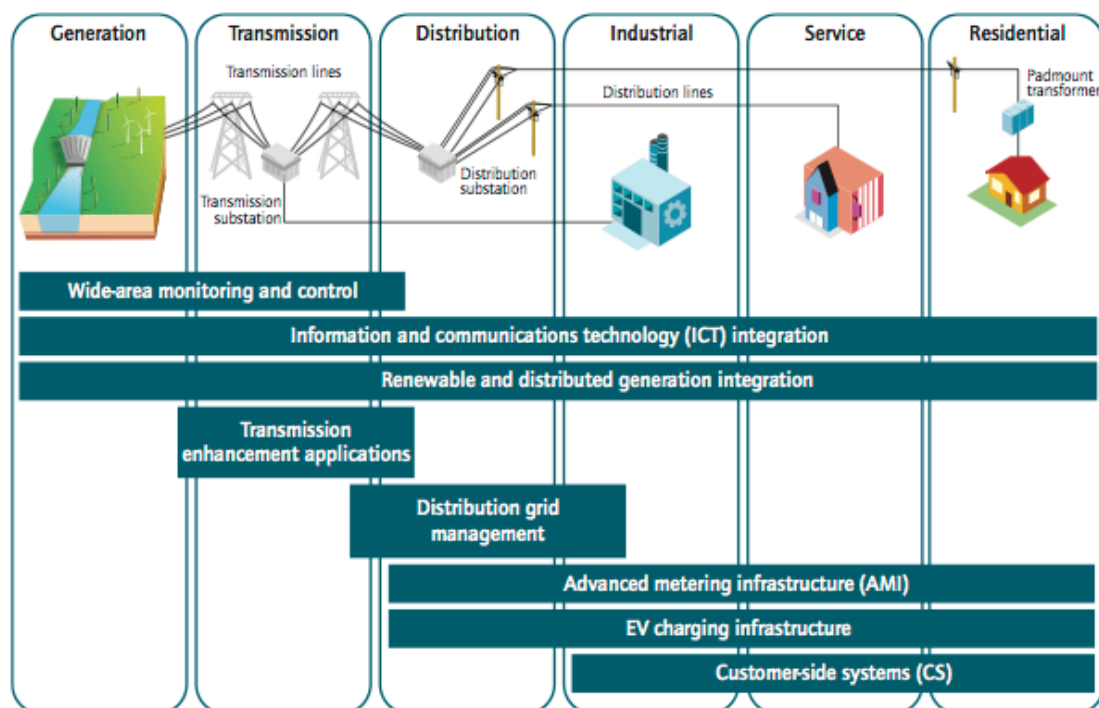 Generation
Transmission
Distribution
Industrial
Service
Residential
Transmission lines
Padmount
transformer
Distribution lines
Distribution
substation
Transmission
substation
Wide-area monitoring and control
Information and communications technology (ICT) integration
Renewable and distributed generation integration
Transmission
enhancement applications
Distribution grid
management
Advanced metering infrastructure (AMI)
EV charging infrastructure
Customer-side systems (CS)